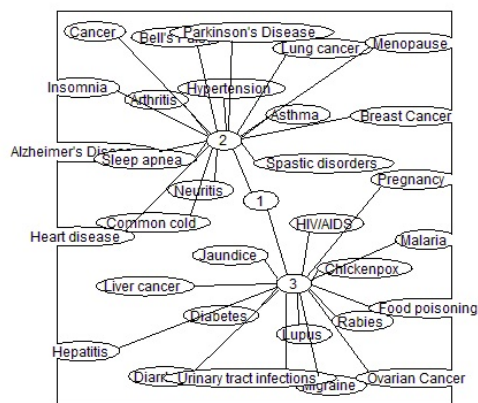 Cancer
Bell's
Parkinson's Disease
Lung cancer
Menopause
Insomnia
Arthritis
Hypertension
Asthma
Breast Cancer
Alzheimer's
Sleep apnea
2
Spastic disorders
Neuritis
Pregnancy
1
Common cold
HIV/AIDS
Heart disease
Malaria
Jaundice
Chickenpox
Liver cancer
3
Food poisoning
Diabetes
Rabies
Lupus
Hepatitis
Urinary tract infections
Migraine
Ovarian Cancer